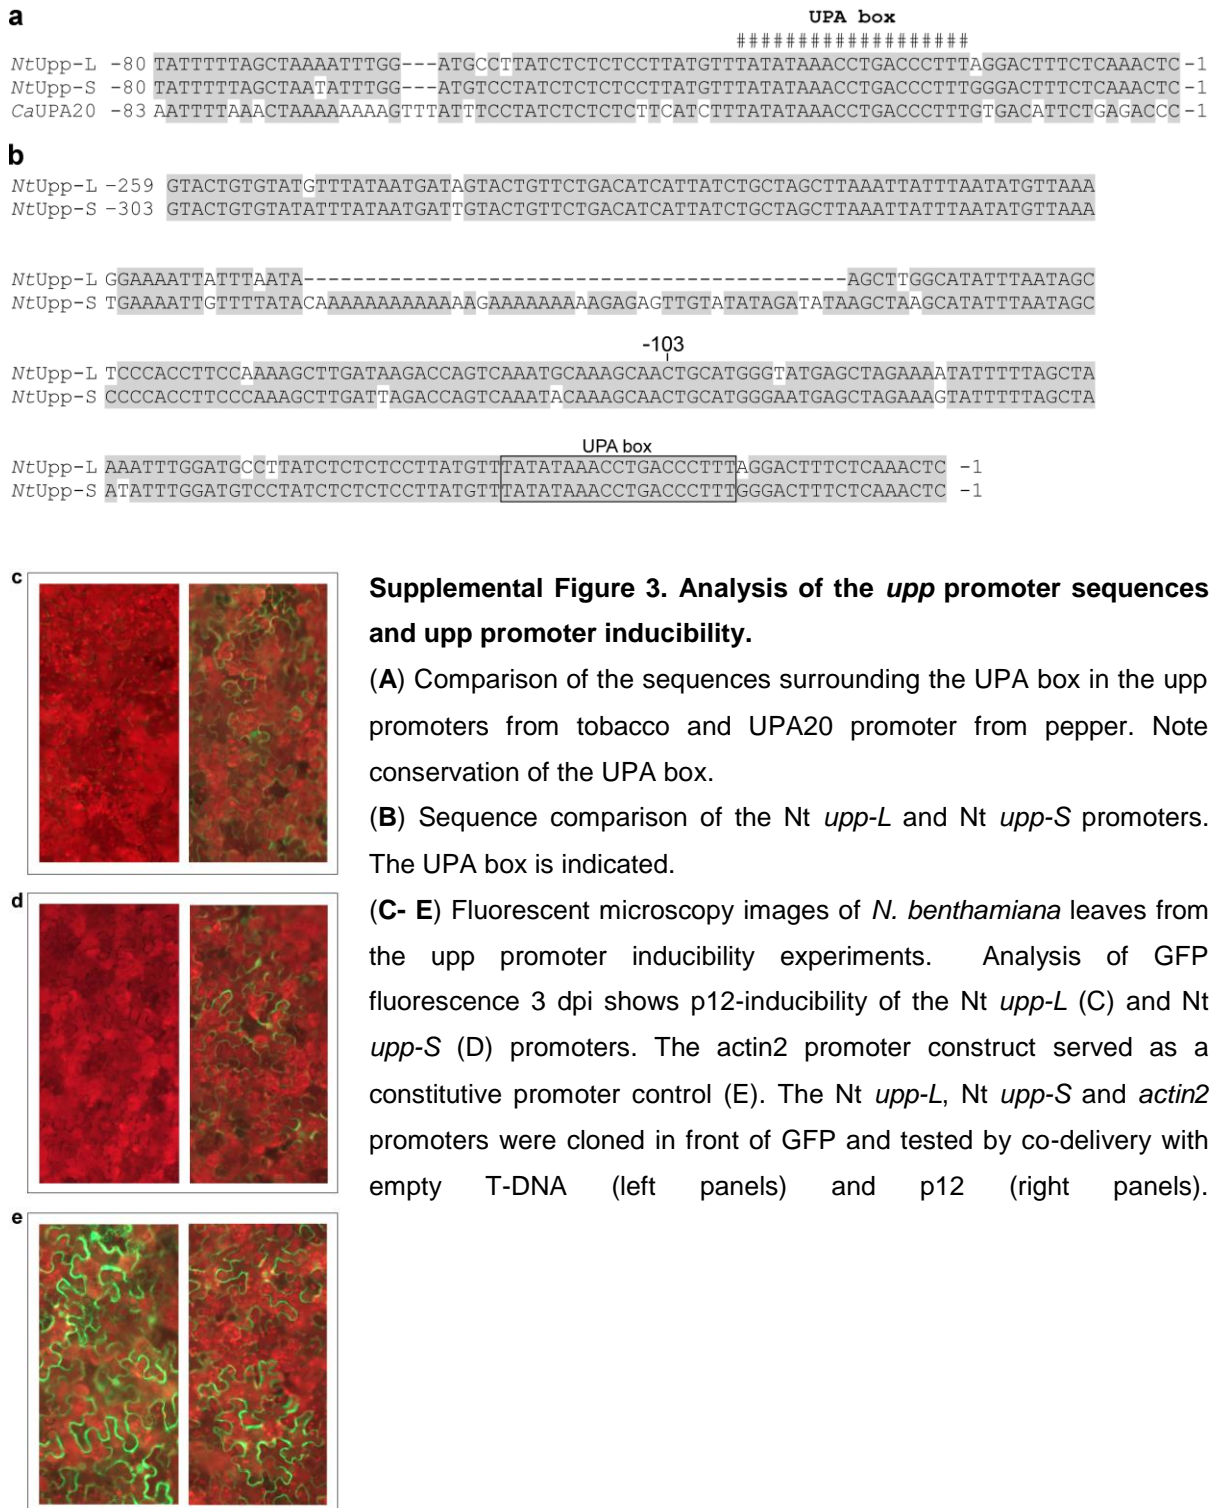 a
UPA box
###################
NtUpp-L -80 TATTTTTAGCTAAAATTTGG---ATGCCTTATCTCTCTCCTTATGTTTATATAAACCTGACCCTTTAGGACTTTCTCAAACTC-1
NtUpp-S -80 TATTTTTAGCTAATATTTGG---ATGTCCTATCTCTCTCCTTATGTTTATATAAACCTGACCCTTTGGGACTTTCTCAAACTC-1
CaUPA20 -83 AATTTTAAACTAAAAAAAAGTTTATTTCCTATCTCTCTCTTCATCTTTATATAAACCTGACCCTTTGTGACATTCTGAGACCC-1
b
NtUpp-L -259 GTACTGTGTATGTTTATAATGATAGTACTGTTCTGACATCATTATCTGCTAGCTTAAATTATTTAATATGTTAAA
NtUpp-S -303 GTACTGTGTATATTTATAATGATTGTACTGTTCTGACATCATTATCTGCTAGCTTAAATTATTTAATATGTTAAA
NtUpp-L GGAAAATTATTTAATA--------------------------------------------AGCTTGGCATATTTAATAGC
NtUpp-S TGAAAATTGTTTTATACAAAAAAAAAAAAAGAAAAAAAAAGAGAGTTGTATATAGATATAAGCTAAGCATATTTAATAGC
-103
NtUpp-L TCCCACCTTCCAAAAGCTTGATAAGACCAGTCAAATGCAAAGCAACTGCATGGGTATGAGCTAGAAAATATTTTTAGCTA
NtUpp-S CCCCACCTTCCCAAAGCTTGATTAGACCAGTCAAATACAAAGCAACTGCATGGGAATGAGCTAGAAAGTATTTTTAGCTA
UPA box
NtUpp-L AAATTTGGATGCCTTATCTCTCTCCTTATGTTTATATAAACCTGACCCTTTAGGACTTTCTCAAACTC -1
NtUpp-S ATATTTGGATGTCCTATCTCTCTCCTTATGTTTATATAAACCTGACCCTTTGGGACTTTCTCAAACTC -1
c
d
e
Supplemental Figure 3. Analysis of the upp promoter sequences
and upp promoter inducibility.
(A) Comparison of the sequences surrounding the UPA box in the upp
promoters from tobacco and UPA20 promoter from pepper. Note
conservation of the UPA box.
(B) Sequence comparison of the Nt upp-L and Nt upp-S promoters.
The UPA box is indicated.
(C- E) Fluorescent microscopy images of N. benthamiana leaves from
the upp promoter inducibility experiments. Analysis of GFP
fluorescence 3 dpi shows p12-inducibility of the Nt upp-L (C) and Nt
upp-S (D) promoters. The actin2 promoter construct served as a
constitutive promoter control (E). The Nt upp-L, Nt upp-S and actin2
promoters were cloned in front of GFP and tested by co-delivery with
empty T-DNA (left panels) and p12 (right panels).